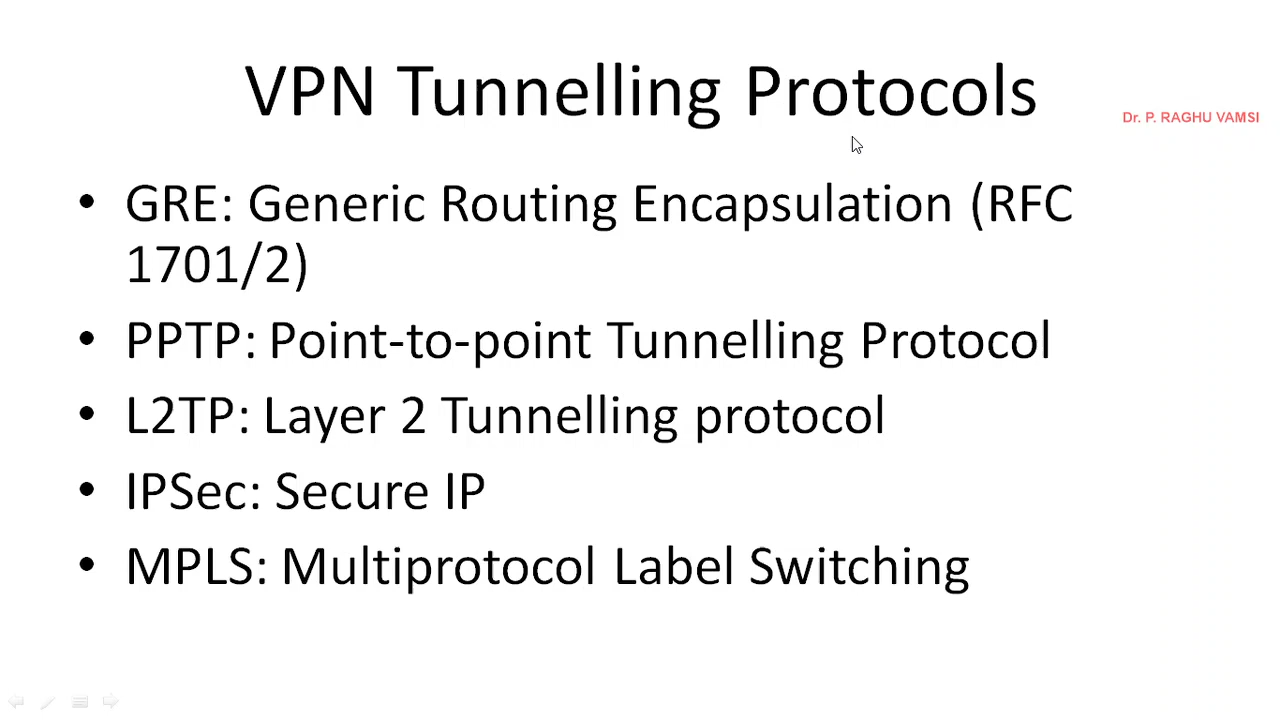 VPN Tunnelling Protocols
Dr. P. RAGHU VAMSI
• GRE: Generic Routing Encapsulation (RFC
1701/2)
• PPTP: Point-to-point Tunnelling Protocol
• L2TP: Layer 2 Tunnelling protocol
• IPSec: Secure IP
• MPLS: Multiprotocol Label Switching